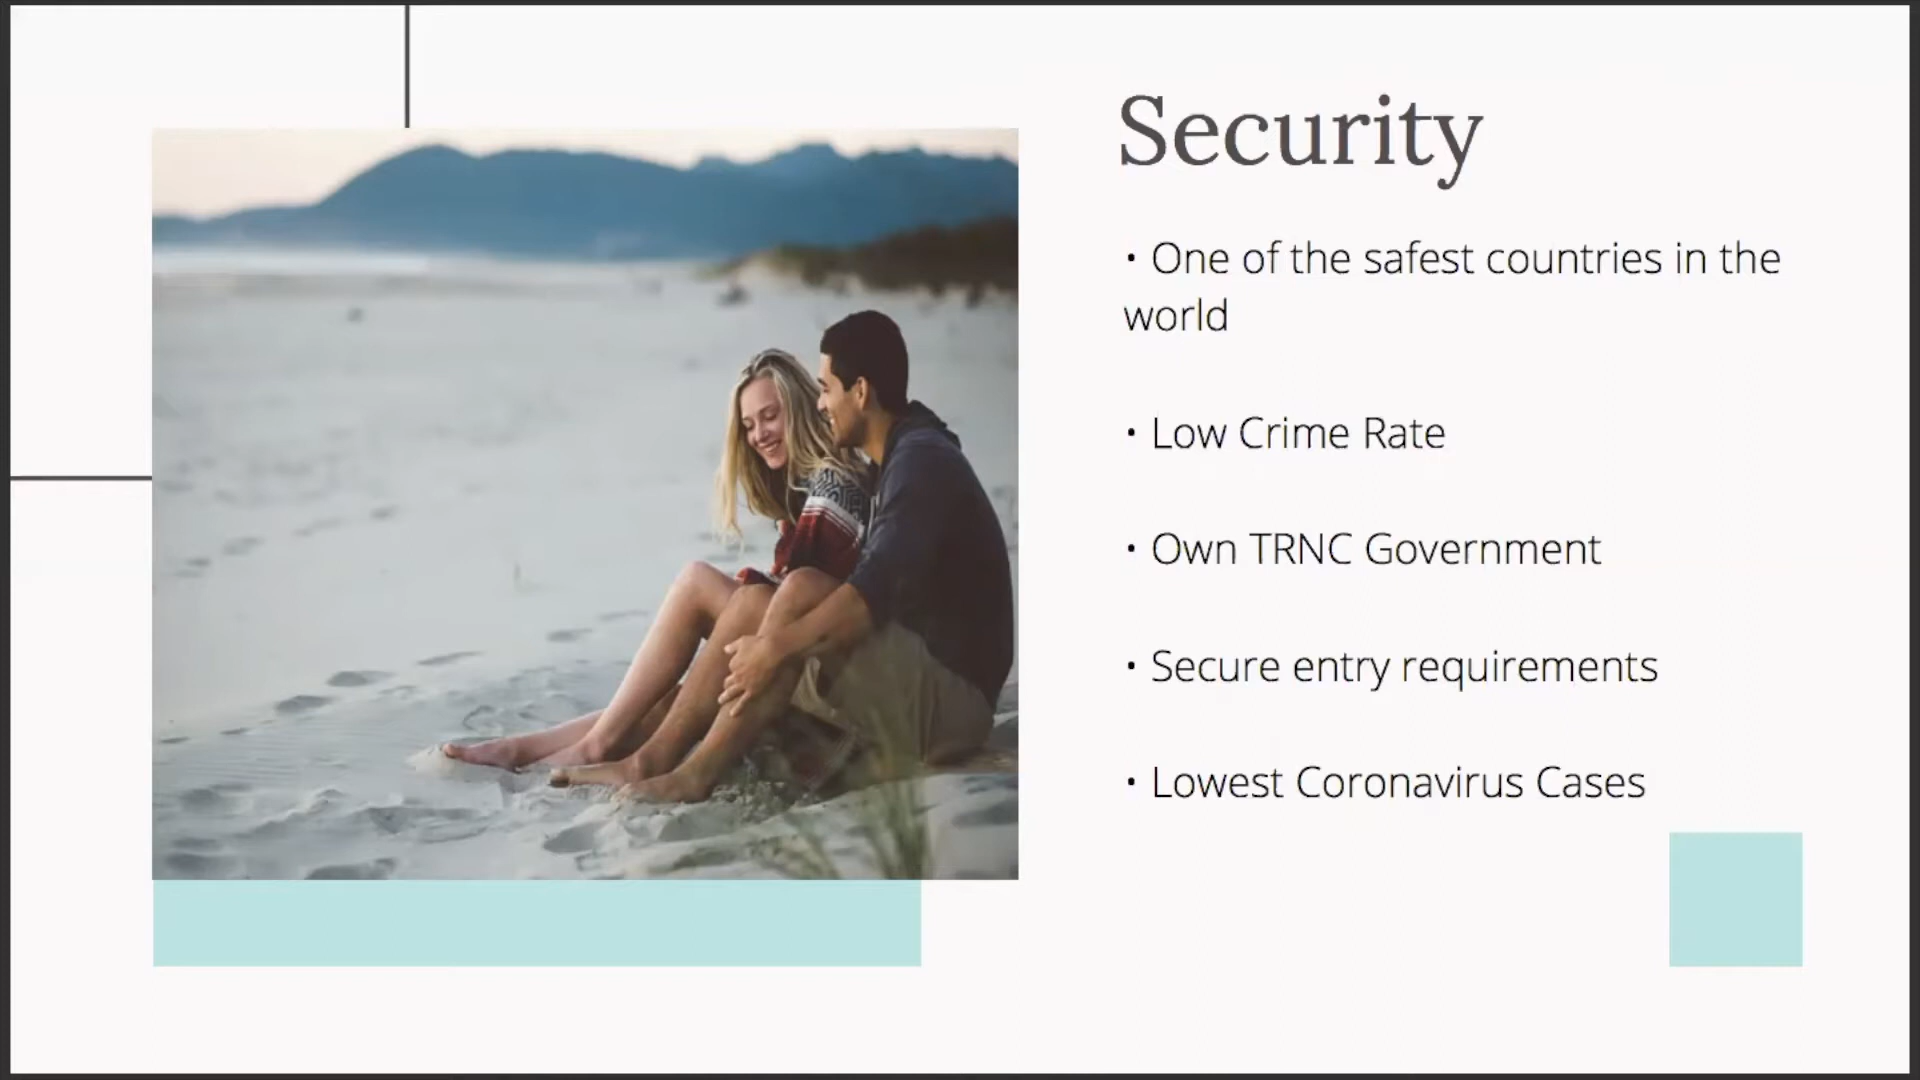 Security
• One of the safest countries in the
world
• Low Crime Rate
• Own TRNC Government
• Secure entry requirements
• Lowest Coronavirus Cases